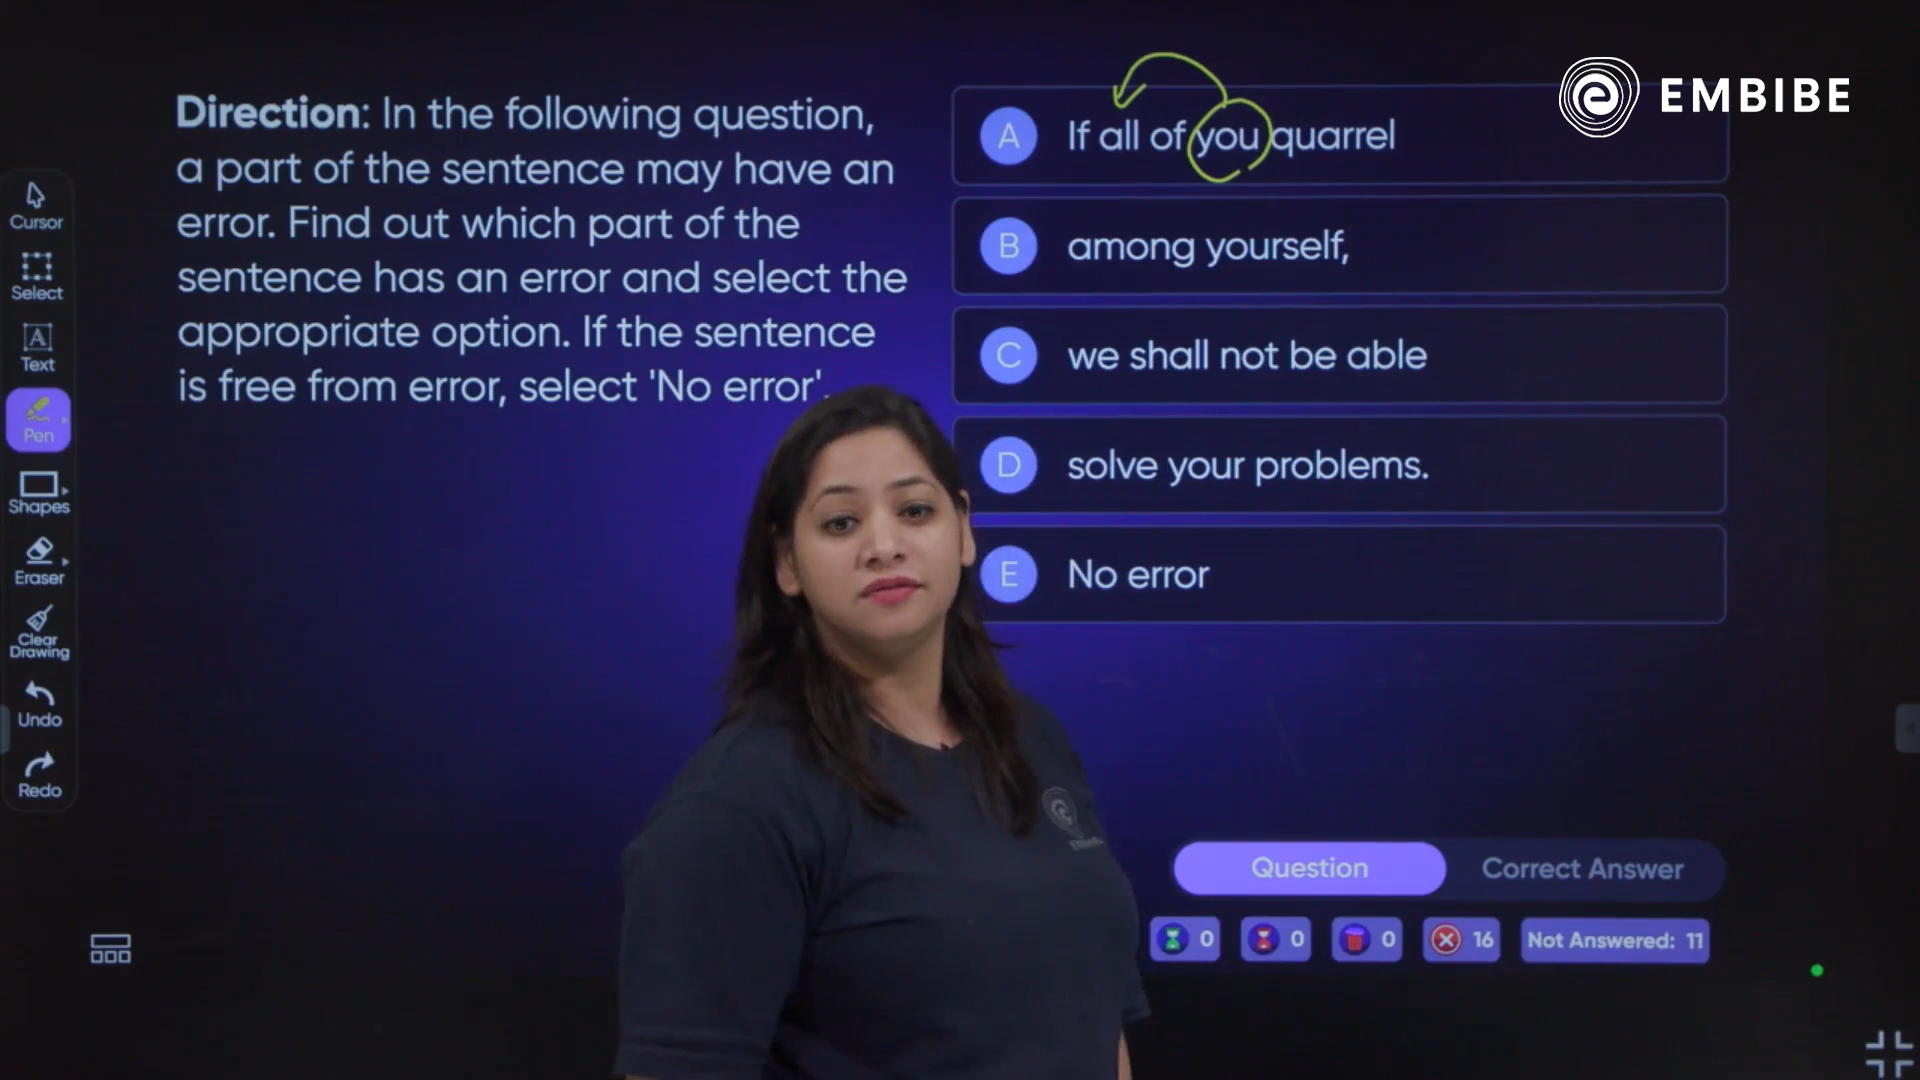 EMBIBE
Direction: In the following question,
a part of the sentence may have an
error. Find out which part of the
sentence has an error and select the
appropriate option. If the sentence
is free from error, select 'No error'.
A If all of you quarrel
B among yourself,
C we shall not be able
D solve your problems.
E No error
Cursor
Select
A
Text
Pen
Shapes
Eraser
Clear
Drawing
Undo
Redo
Question Correct Answer
0 0 0 16 Not Answered: 11